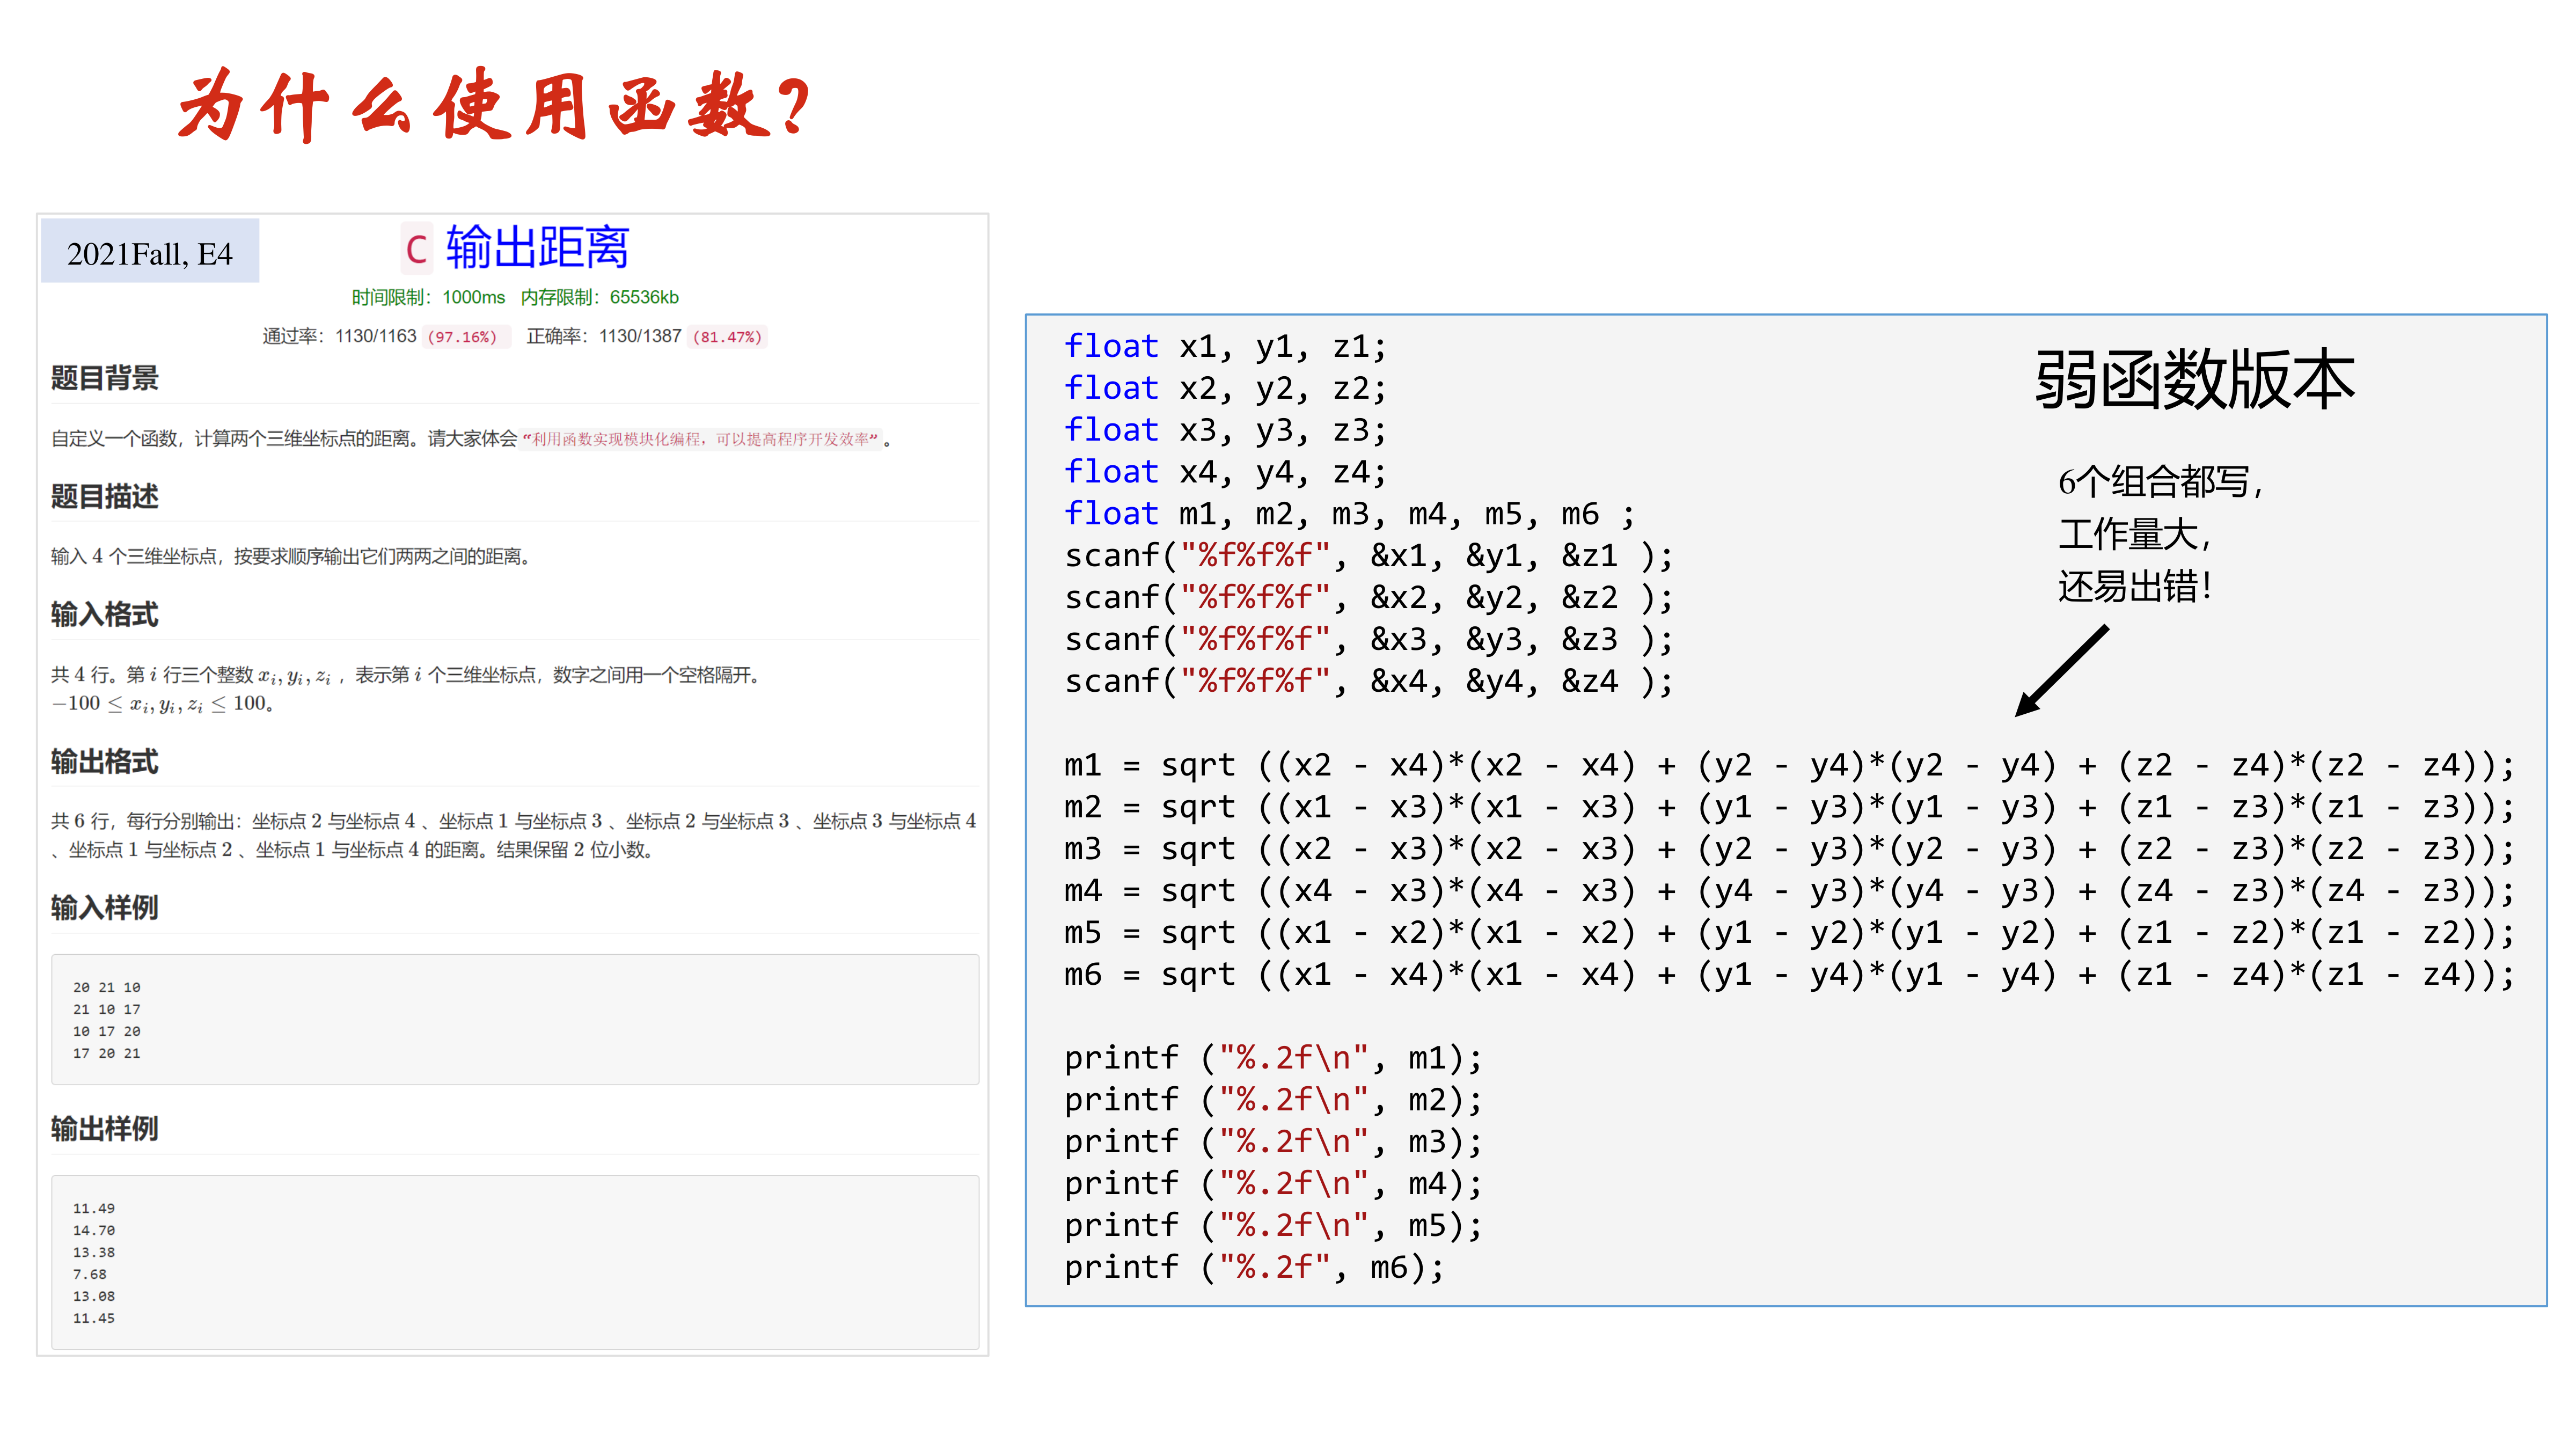 为什么使用函数？
2021Fall, E4
C 输出距离
时间限制：1000ms 内存限制：65536kb
通过率：1130/1163 (97.16%) 正确率：1130/1387 (81.47%)
题目背景
自定义一个函数，计算两个三维坐标点的距离。请大家体会“利用函数实现模块化编程，可以提高程序开发效率”。
题目描述
输入 4 个三维坐标点，按要求顺序输出它们两两之间的距离。
输入格式
共 4 行。第 i 行三个整数 xi, yi, zi ，表示第 i 个三维坐标点，数字之间用一个空格隔开。
−100 ≤ xi, yi, zi ≤ 100。
输出格式
共 6 行，每行分别输出：坐标点 2 与坐标点 4 、坐标点 1 与坐标点 3 、坐标点 2 与坐标点 3 、坐标点 3 与坐标点 4
、坐标点 1 与坐标点 2 、坐标点 1 与坐标点 4 的距离。结果保留 2 位小数。
输入样例
20 21 10
21 10 17
10 17 20
17 20 21
输出样例
11.49
14.70
13.38
7.68
13.08
11.45
弱函数版本
6个组合都写，
工作量大，
还易出错！
float x1, y1, z1;
float x2, y2, z2;
float x3, y3, z3;
float x4, y4, z4;
float m1, m2, m3, m4, m5, m6 ;
scanf("%f%f%f", &x1, &y1, &z1 );
scanf("%f%f%f", &x2, &y2, &z2 );
scanf("%f%f%f", &x3, &y3, &z3 );
scanf("%f%f%f", &x4, &y4, &z4 );
m1 = sqrt ((x2 - x4)*(x2 - x4) + (y2 - y4)*(y2 - y4) + (z2 - z4)*(z2 - z4));
m2 = sqrt ((x1 - x3)*(x1 - x3) + (y1 - y3)*(y1 - y3) + (z1 - z3)*(z1 - z3));
m3 = sqrt ((x2 - x3)*(x2 - x3) + (y2 - y3)*(y2 - y3) + (z2 - z3)*(z2 - z3));
m4 = sqrt ((x4 - x3)*(x4 - x3) + (y4 - y3)*(y4 - y3) + (z4 - z3)*(z4 - z3));
m5 = sqrt ((x1 - x2)*(x1 - x2) + (y1 - y2)*(y1 - y2) + (z1 - z2)*(z1 - z2));
m6 = sqrt ((x1 - x4)*(x1 - x4) + (y1 - y4)*(y1 - y4) + (z1 - z4)*(z1 - z4));
printf ("%.2f\n", m1);
printf ("%.2f\n", m2);
printf ("%.2f\n", m3);
printf ("%.2f\n", m4);
printf ("%.2f\n", m5);
printf ("%.2f", m6);